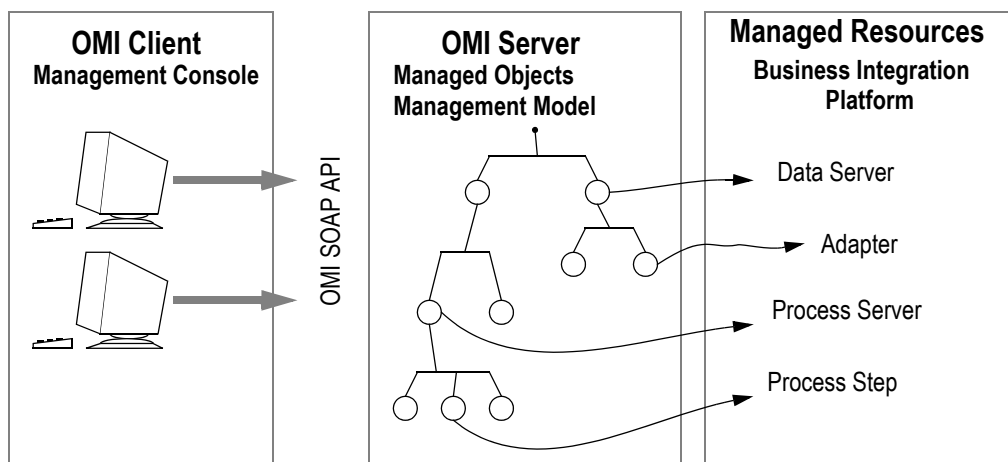 OMI Client
Management Console
OMI SOAP API
OMI Server
Managed Objects
Management Model
Managed Resources
Business Integration
Platform
Data Server
Adapter
Process Server
Process Step